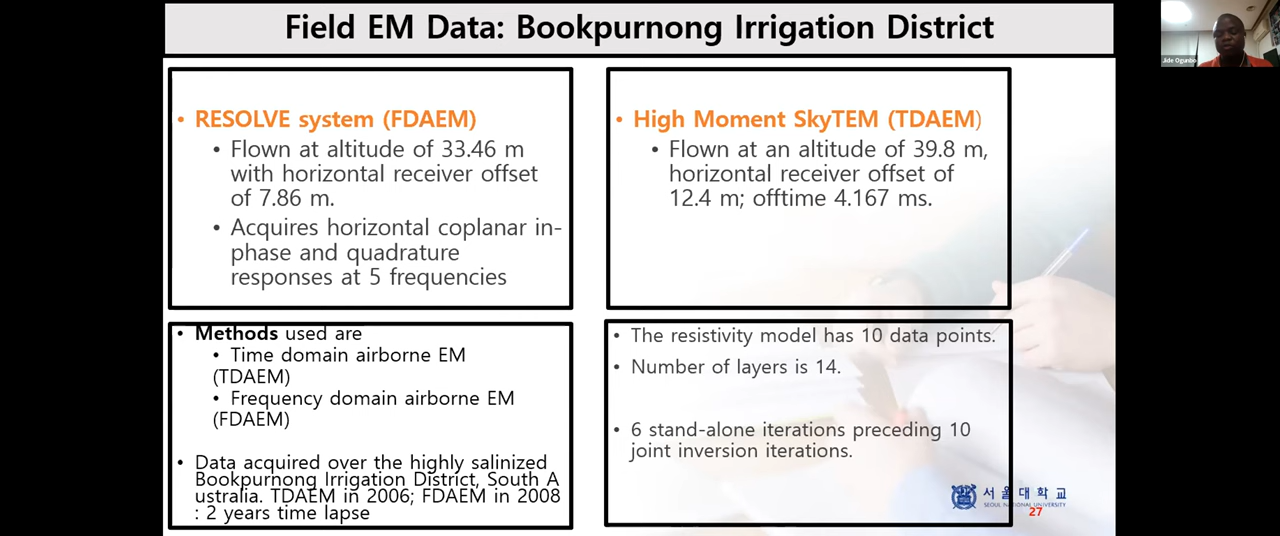 Field EM Data: Bookpurnong Irrigation District
• RESOLVE system (FDAEM)
• Flown at altitude of 33.46 m
with horizontal receiver offset
of 7.86 m.
• Acquires horizontal coplanar in-
phase and quadrature
responses at 5 frequencies
• High Moment SkyTEM (TDAEM)
• Flown at an altitude of 39.8 m,
horizontal receiver offset of
12.4 m; offtime 4.167 ms.
• Methods used are
• Time domain airborne EM
(TDAEM)
• Frequency domain airborne EM
(FDAEM)
• Data acquired over the highly salinized
Bookpurnong Irrigation District, South A
ustralia. TDAEM in 2006; FDAEM in 2008
: 2 years time lapse
• The resistivity model has 10 data points.
• Number of layers is 14.
• 6 stand-alone iterations preceding 10
joint inversion iterations.
서울대학교
SEOUL NATIONAL UNIVERSITY
27
Jide Ogunbo